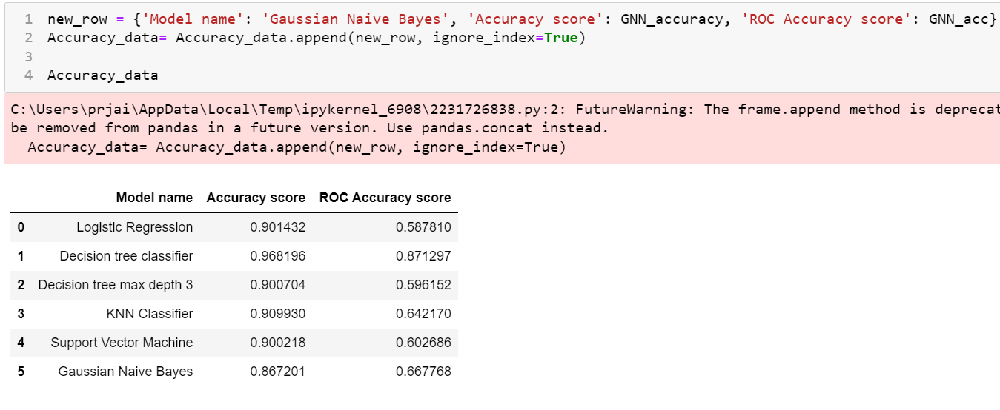 1 new_row = {'Model name': 'Gaussian Naive Bayes', 'Accuracy score': GNN_accuracy, 'ROC Accuracy score': GNN_acc}
2 Accuracy_data= Accuracy_data.append(new_row, ignore_index=True)
3
4 Accuracy_data
C:\Users\prjai\AppData\Local\Temp\ipykernel_6908\2231726838.py:2: FutureWarning: The frame.append method is deprecat
be removed from pandas in a future version. Use pandas.concat instead.
Accuracy_data= Accuracy_data.append(new_row, ignore_index=True)
Model name Accuracy score ROC Accuracy score
0 Logistic Regression 0.901432 0.587810
1 Decision tree classifier 0.968196 0.871297
2 Decision tree max depth 3 0.900704 0.596152
3 KNN Classifier 0.909930 0.642170
4 Support Vector Machine 0.900218 0.602686
5 Gaussian Naive Bayes 0.867201 0.667768